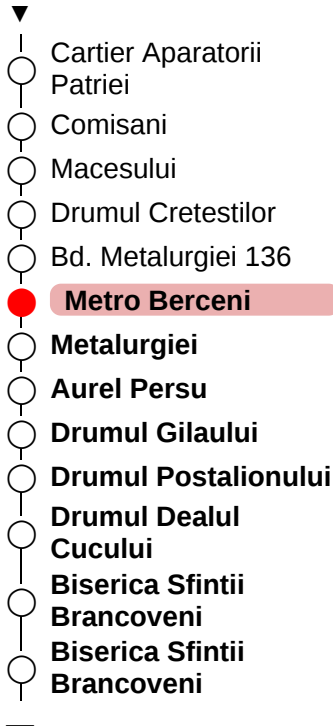 Cartier Aparatorii
Patriei
Comisani
Macesului
Drumul Cretestilor
Bd. Metalurgiei 136
Metro Berceni
Metalurgiei
Aurel Persu
Drumul Gilaului
Drumul Postalionului
Drumul Dealul
Cucului
Biserica Sfintii
Brancoveni
Biserica Sfintii
Brancoveni